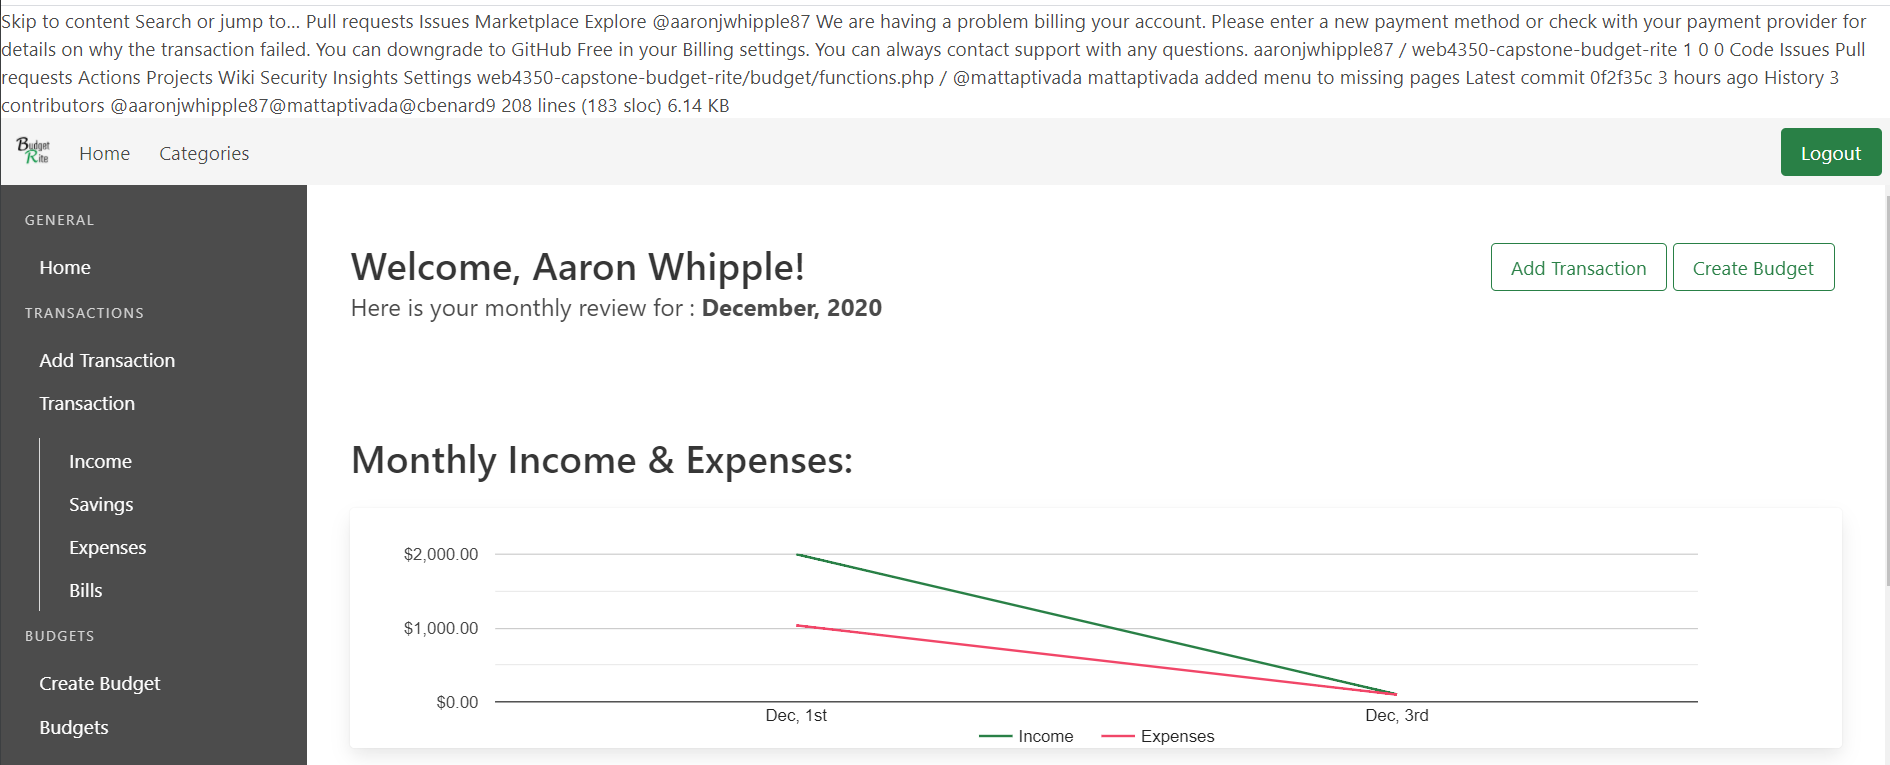 Skip to content Search or jump to... Pull requests Issues Marketplace Explore @aaronjwhipple87 We are having a problem billing your account. Please enter a new payment method or check with your payment provider for
details on why the transaction failed. You can downgrade to GitHub Free in your Billing settings. You can always contact support with any questions. aaronjwhipple87 / web4350-capstone-budget-rite 1 0 0 Code Issues Pull
requests Actions Projects Wiki Security Insights Settings web4350-capstone-budget-rite/budget/functions.php / @mattaptivada mattaptivada added menu to missing pages Latest commit 0f2f35c 3 hours ago History 3
contributors @aaronjwhipple87@mattaptivada@cbenard9 208 lines (183 sloc) 6.14 KB
Budget
Rite
Home Categories
Logout
GENERAL
Home
TRANSACTIONS
Add Transaction
Transaction
Income
Savings
Expenses
Bills
BUDGETS
Create Budget
Budgets
Welcome, Aaron Whipple!
Add Transaction Create Budget
Here is your monthly review for : December, 2020
Monthly Income & Expenses:
$2,000.00
$1,000.00
$0.00
Dec, 1st Dec, 3rd
Income Expenses